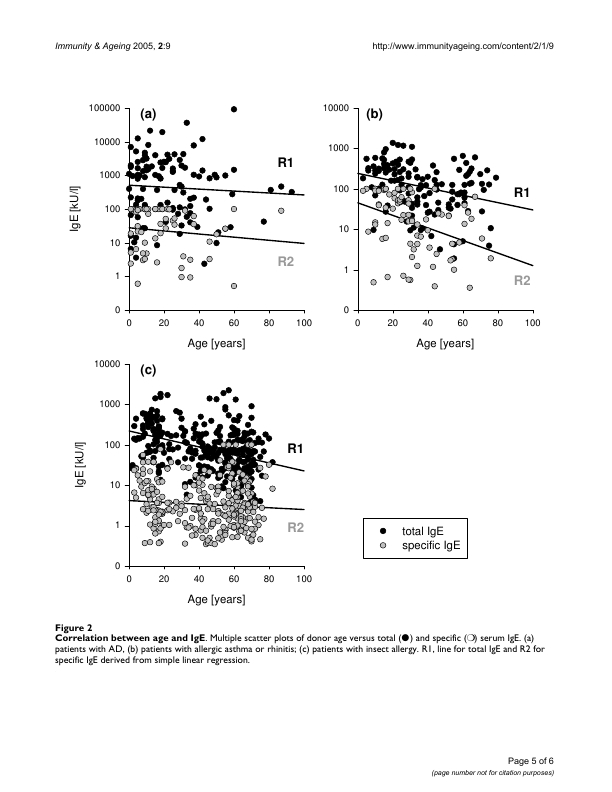 Immunity & Ageing 2005, 2:9
http://www.immunityageing.com/content/2/1/9
(a)
100000
10000
1000
100
10
1
0
IgE [kU/l]
R1
R2
0 20 40 60 80 100
Age [years]
(b)
10000
1000
100
10
1
0
R1
R2
0 20 40 60 80 100
Age [years]
(c)
10000
1000
100
10
1
0
IgE [kU/l]
R1
R2
0 20 40 60 80 100
Age [years]
total IgE
specific IgE
Figure 2
Correlation between age and IgE. Multiple scatter plots of donor age versus total (●) and specific (❍) serum IgE. (a)
patients with AD, (b) patients with allergic asthma or rhinitis; (c) patients with insect allergy. R1, line for total IgE and R2 for
specific IgE derived from simple linear regression.
Page 5 of 6
(page number not for citation purposes)